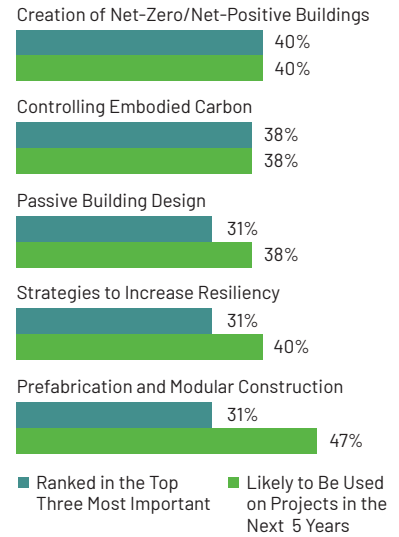 Creation of Net-Zero/Net-Positive Buildings
40%
40%
Controlling Embodied Carbon
38%
38%
Passive Building Design
31%
38%
Strategies to Increase Resiliency
31%
40%
Prefabrication and Modular Construction
31%
47%
Ranked in the Top
Three Most Important
Likely to Be Used
on Projects in the
Next 5 Years